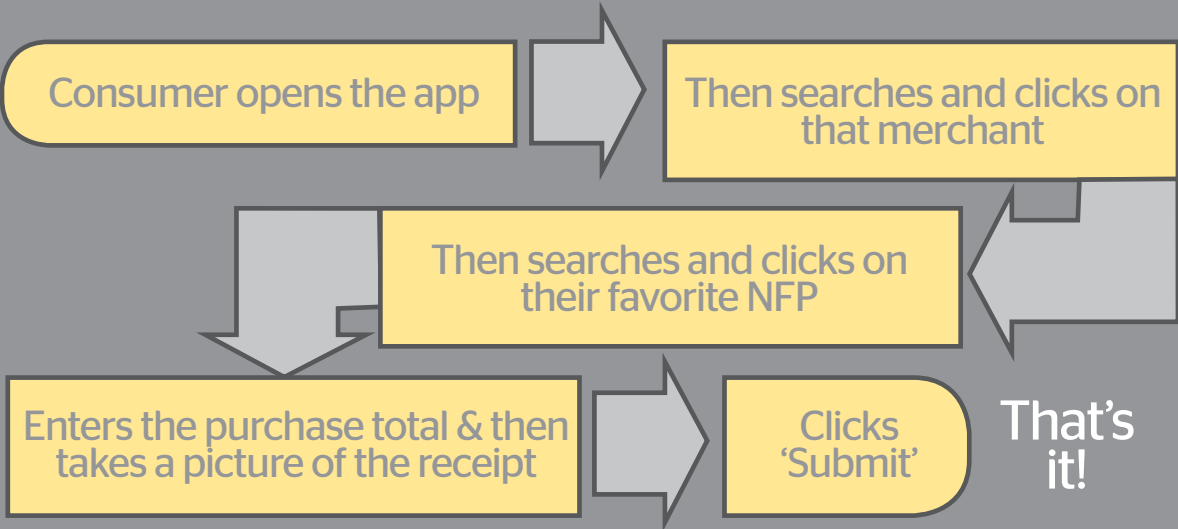 Consumer opens the app
Then searches and clicks on
that merchant
Then searches and clicks on
their favorite NFP
Enters the purchase total & then
takes a picture of the receipt
Clicks
‘Submit’
That's
it!